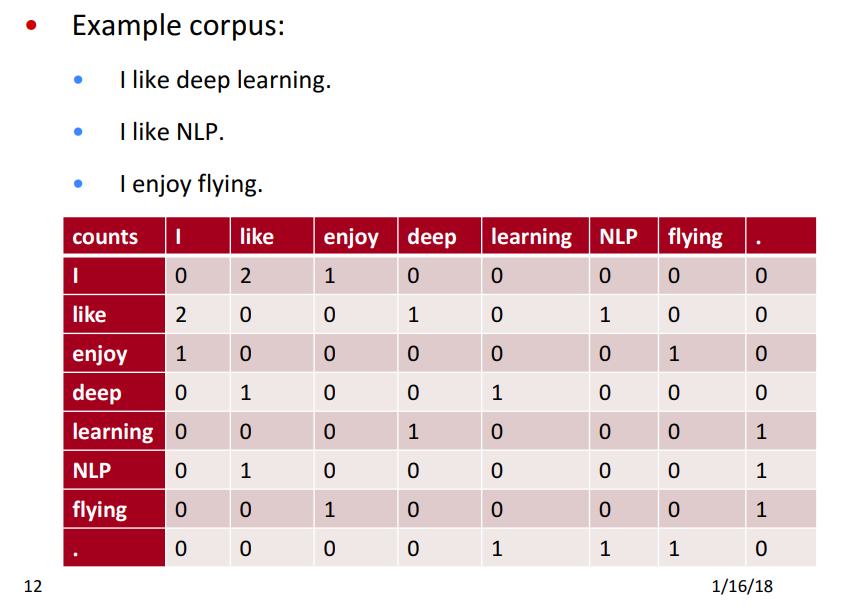 Example corpus:
I like deep learning.
I like NLP.
I enjoy flying.
counts I like enjoy deep learning NLP flying .
I 0 2 1 0 0 0 0 0
like 2 0 0 1 0 1 0 0
enjoy 1 0 0 0 0 0 1 0
deep 0 1 0 0 1 0 0 0
learning 0 0 0 1 0 0 0 1
NLP 0 1 0 0 0 0 0 1
flying 0 0 1 0 0 0 0 1
. 0 0 0 0 1 1 1 0
12 1/16/18